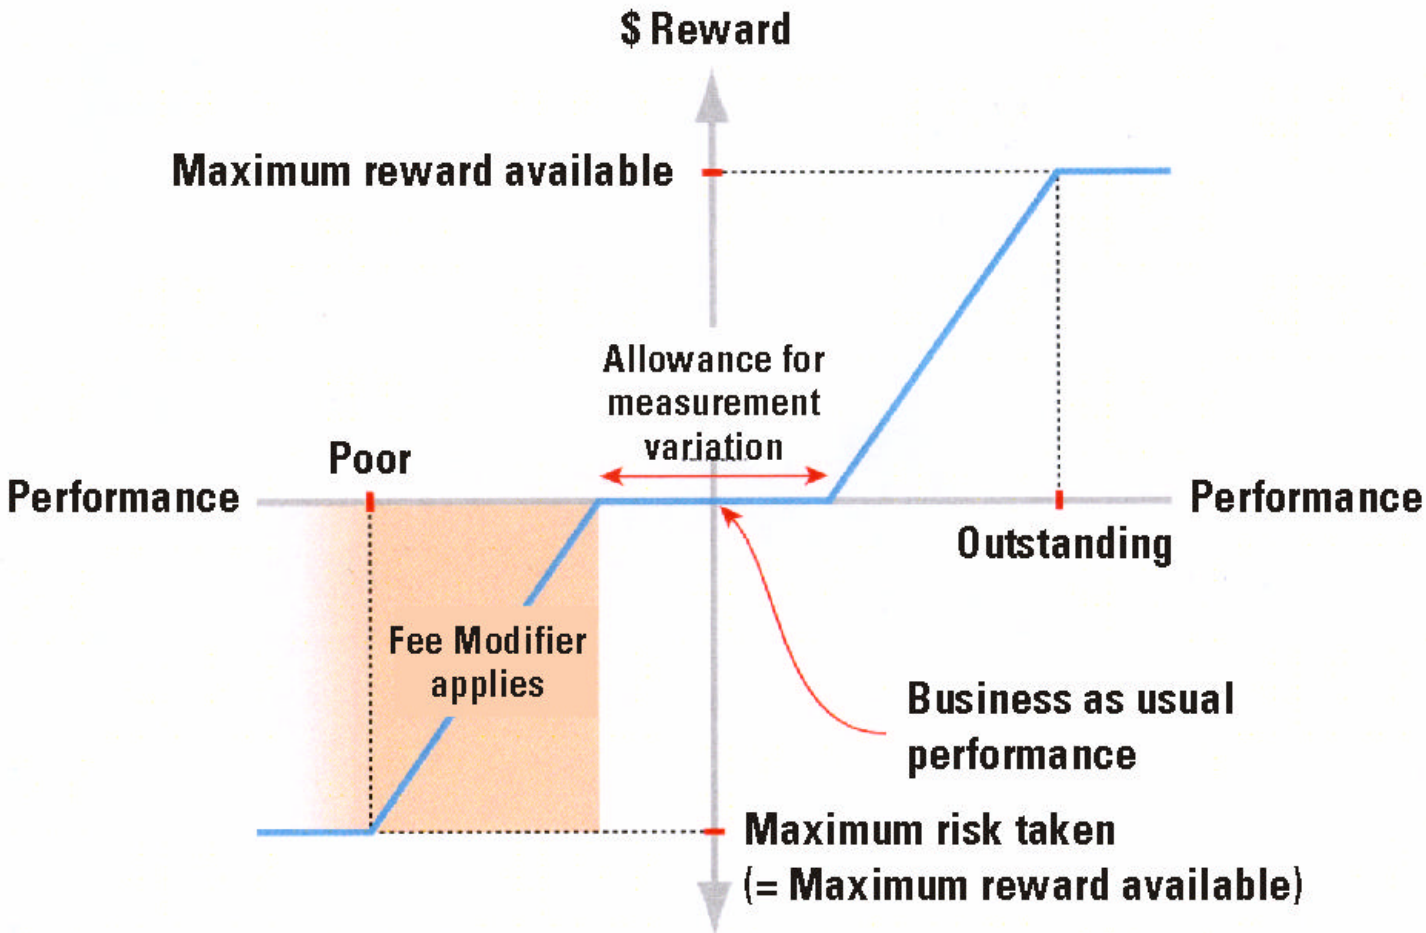 $ Reward
Maximum reward available
Allowance for
measurement
variation
Poor
Performance
Performance
Outstanding
Fee Modifier
applies
Business as usual
performance
Maximum risk taken
(= Maximum reward available)